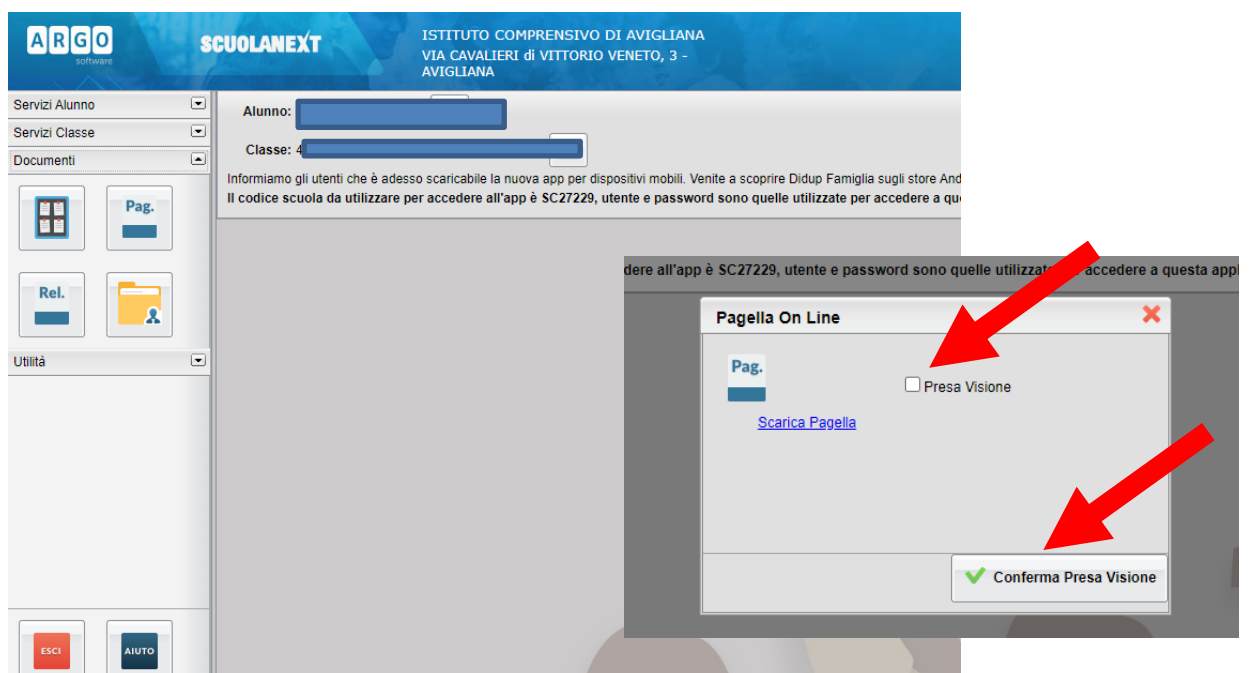 ARGO
software
SCUOLANEXT
ISTITUTO COMPRENSIVO DI AVIGLIANA
VIA CAVALIERI di VITTORIO VENETO, 3 -
AVIGLIANA
Servizi Alunno
Servizi Classe
Documenti
Pag.
Rel.
Utilità
ESCI
AIUTO
Alunno:
Classe: 4
Informiamo gli utenti che è adesso scaricabile la nuova app per dispositivi mobili. Venite a scoprire Didup Famiglia sugli store And
Il codice scuola da utilizzare per accedere all'app è SC27229, utente e password sono quelle utilizzate per accedere a qu
dere all'app è SC27229, utente e password sono quelle utilizzate accedere a questa appl
Pagella On Line
Pag.
Presa Visione
Scarica Pagella
Conferma Presa Visione